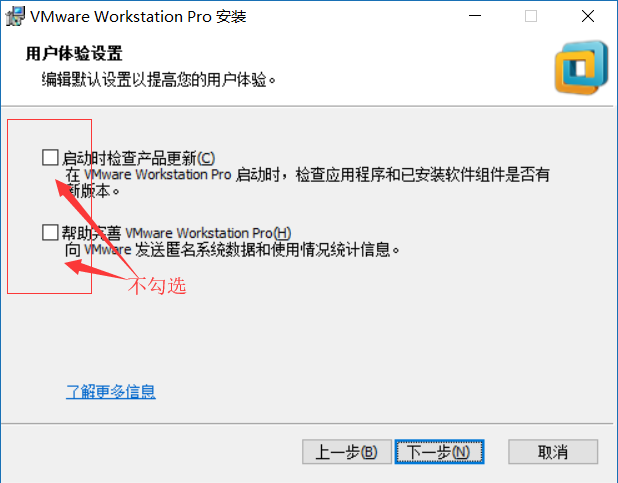 VMware Workstation Pro 安装
用户体验设置
编辑默认设置以提高您的用户体验。
启动时检查产品更新(C)
在 VMware Workstation Pro 启动时，检查应用程序和已安装软件组件是否有
新版本。
帮助完善 VMware Workstation Pro(H)
向 VMware 发送匿名系统数据和使用情况统计信息。
不勾选
了解更多信息
上一步(B)
下一步(N)
取消